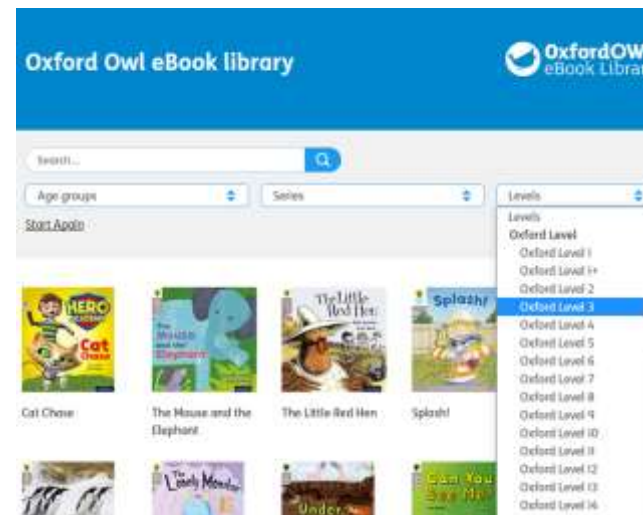 Oxford Owl eBook library
OxfordOW
eBook Librar
Search...
Age groups
Series
Levels
Start Again
Levels
Oxford Level
Oxford Level 1
Oxford Level 1+
Oxford Level 2
Oxford Level 3
Oxford Level 4
Oxford Level 5
Oxford Level 6
Oxford Level 7
Oxford Level 8
Oxford Level 9
Oxford Level 10
Oxford Level 11
Oxford Level 12
Oxford Level 13
Oxford Level 14
HERO
Cat
Chase
The
Mouse
and the
Elephant
The Little
Red Hen
Splash!
Cat Chase
The Mouse and the
Elephant
The Little Red Hen
Splash!
The
Lonely Monster
Under
Can You
See Me?